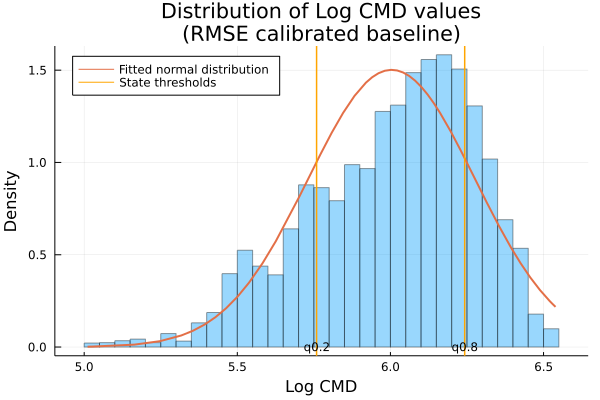 Distribution of Log CMD values
(RMSE calibrated baseline)
Fitted normal distribution
State thresholds
Density
1.5
1.0
0.5
0.0
q0.2
q0.8
5.0
5.5
6.0
6.5
Log CMD